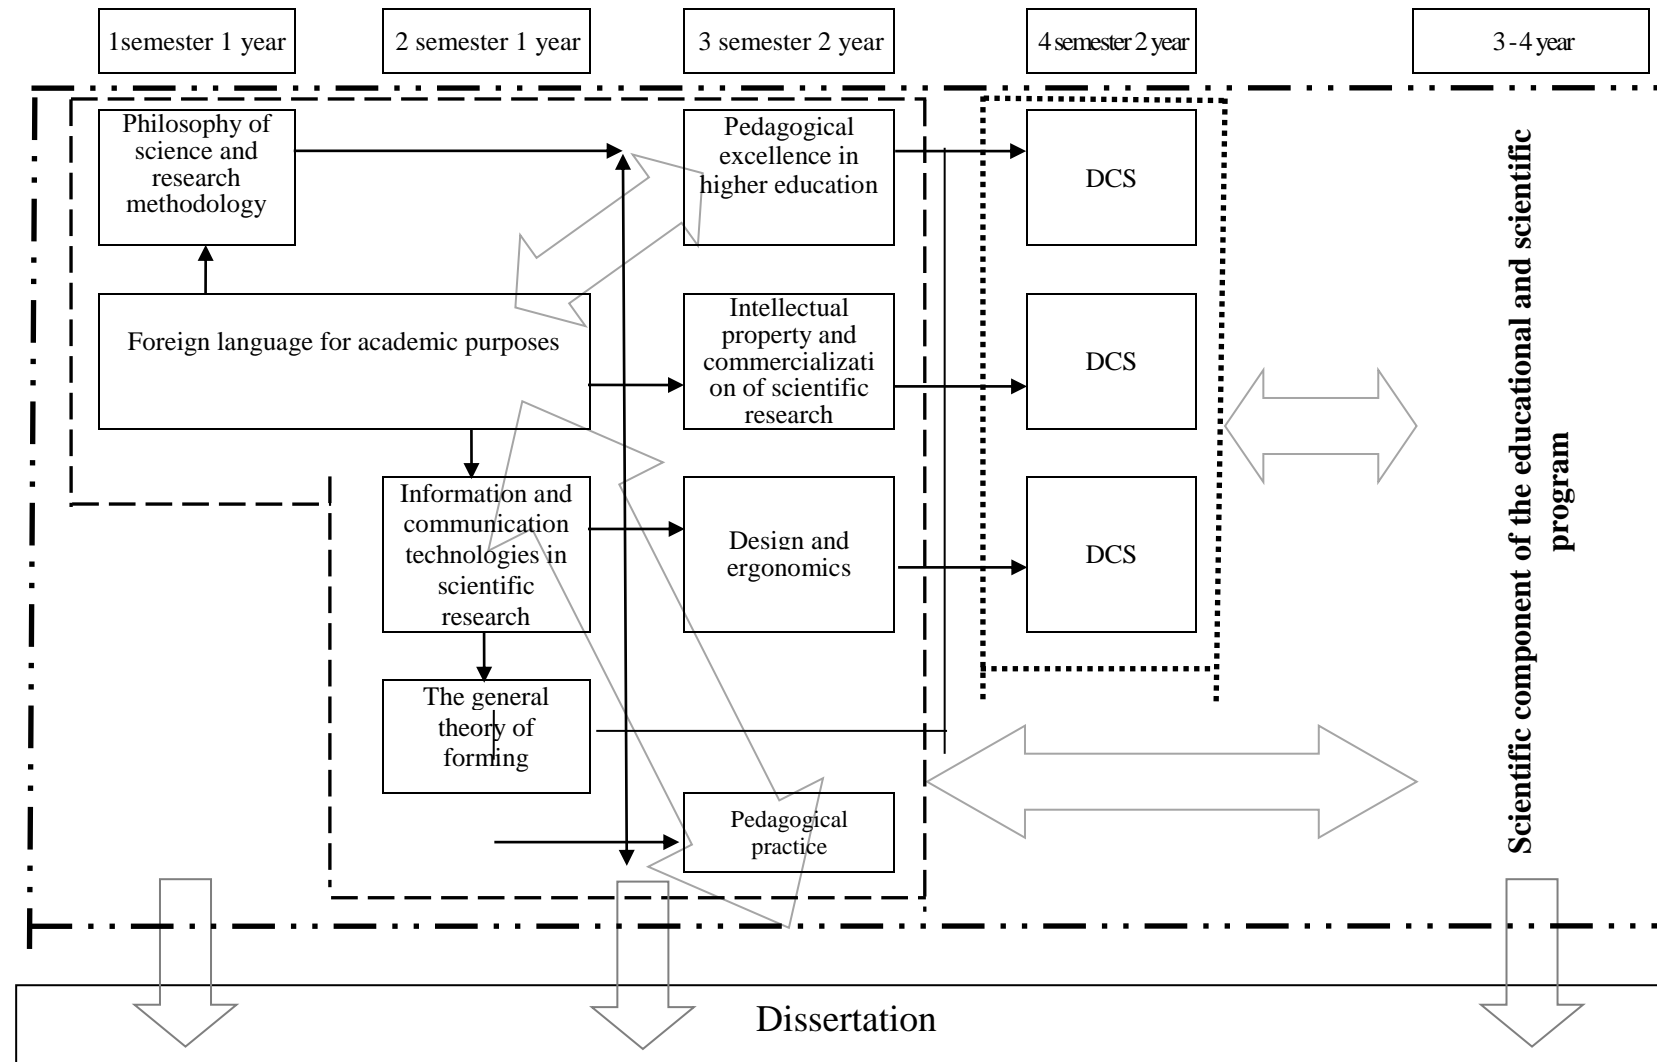 1semester 1 year
2 semester 1 year
3 semester 2 year
4 semester 2 year
3-4 year
Philosophy of
science and
research
methodology
Pedagogical
excellence in
higher education
DCS
Foreign language for academic purposes
Intellectual
property and
commercializati
on of scientific
research
DCS
Information and
communication
technologies in
scientific
research
Design and
ergonomics
DCS
The general
theory of
forming
Pedagogical
practice
Scientific component of the educational and scientific
program
Dissertation